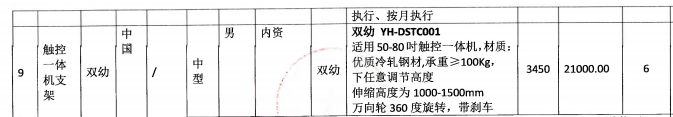 执行、按月执行
9
触控
一体
机支
架
双幼
中
国
/
中
型
男
内资
双幼
双幼 YH-DSTC001
适用 50-80 吋触控一体机，材质：
优质冷轧钢材,承重≥100Kg,
下任意调节高度
伸缩高度为 1000-1500mm
万向轮 360 度旋转，带刹车
3450
21000.00
6